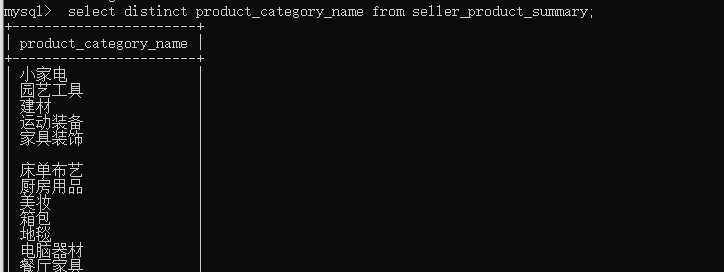 mysql>  select distinct product_category_name from seller_product_summary;
+-----------------------+
| product_category_name |
+-----------------------+
| 小家电 |
| 园艺工具 |
| 建材 |
| 运动装备 |
| 家具装饰 |
| |
| 床单布艺 |
| 厨房用品 |
| 美妆 |
| 箱包 |
| 地毯 |
| 电脑器材 |
| 餐厅家具 |